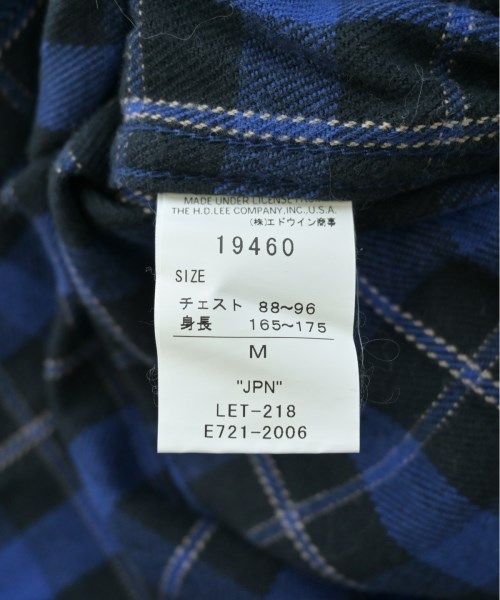 MADE UNDER LICENSE
THE H.D.LEE COMPANY,INC.,U.S.A.
(株)エドウイン商事
19460
SIZE
チェスト 88~96
身長 165~175
M
"JPN"
LET-218
E721-2006